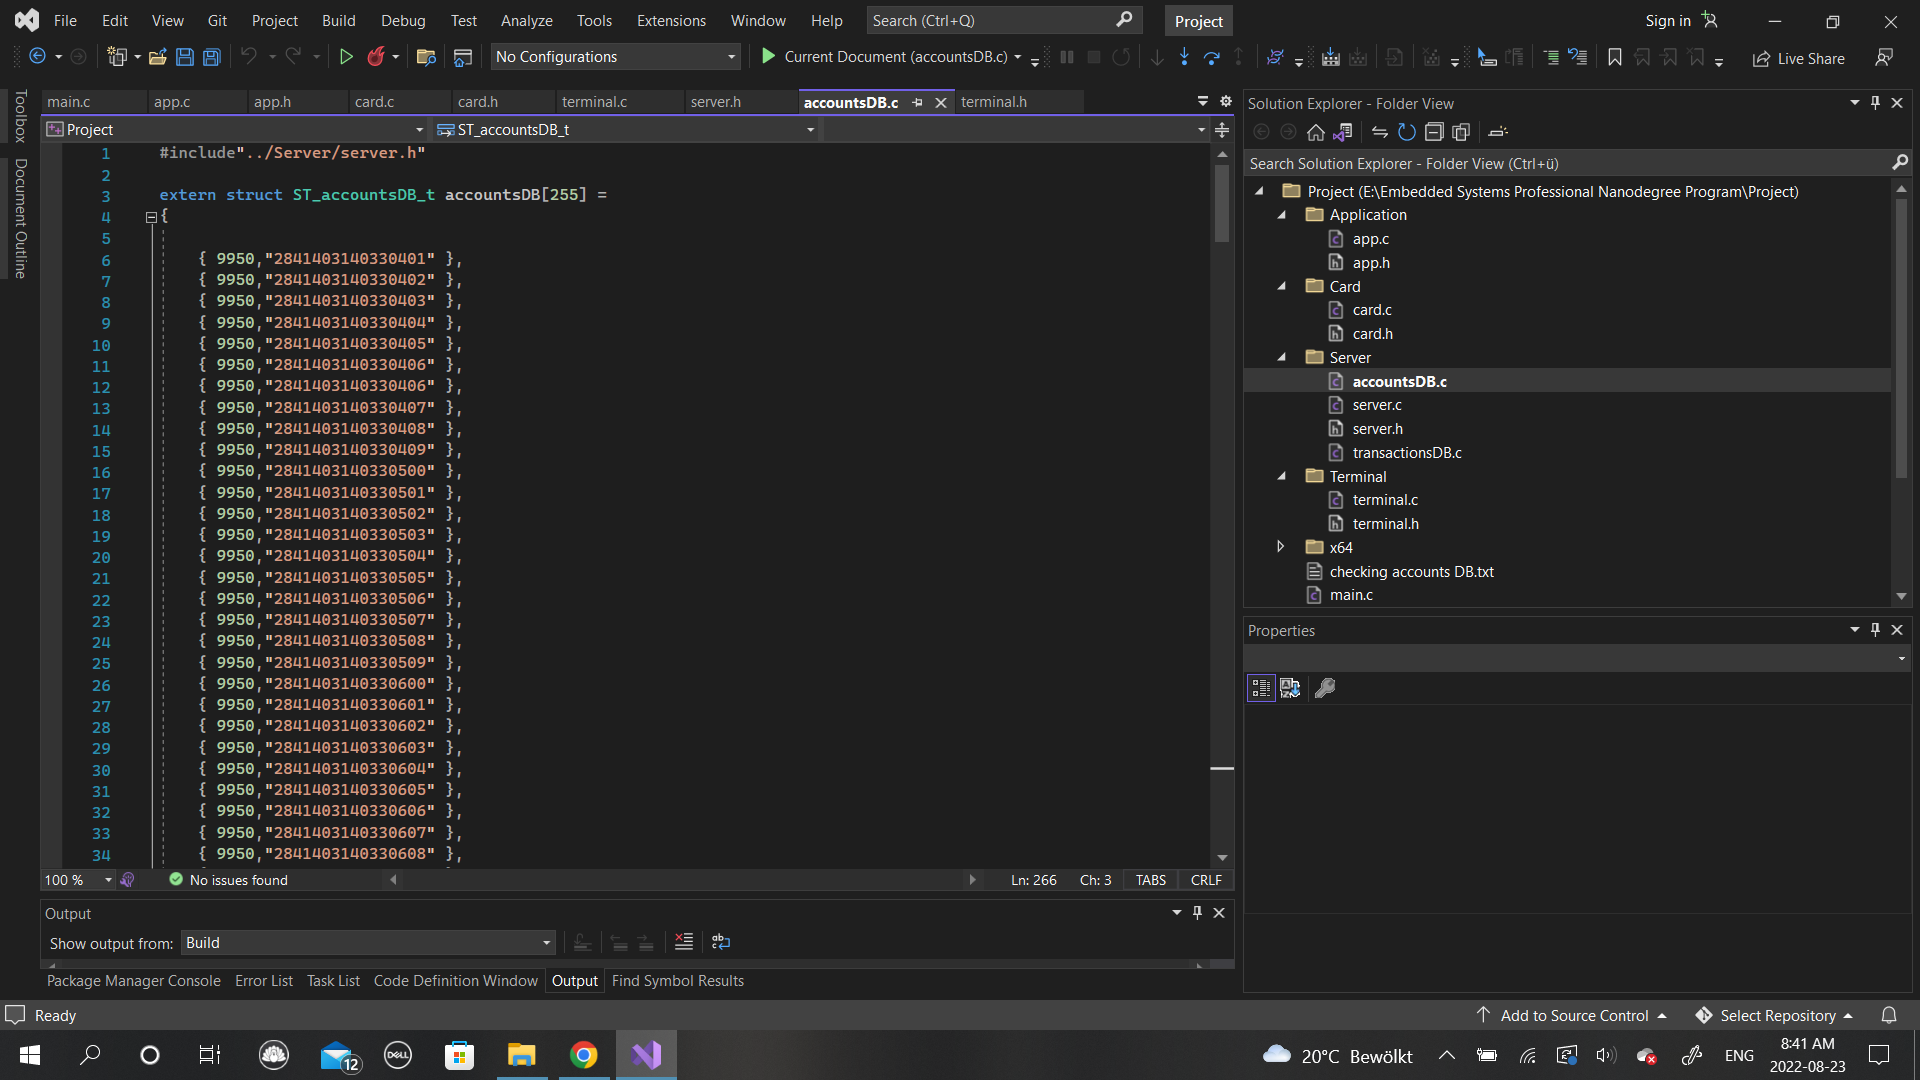 File Edit View Git Project Build Debug Test Analyze Tools Extensions Window Help Search (Ctrl+Q) Project Sign in
No Configurations Current Document (accountsDB.c) Live Share
Toolbox
Document Outline
main.c app.c app.h card.c card.h terminal.c server.h accountsDB.c terminal.h
Project ST_accountsDB_t
1 #include"../Server/server.h"
2
3 extern struct ST_accountsDB_t accountsDB[255] =
4 {
5
6 { 9950,"2841403140330401" },
7 { 9950,"2841403140330402" },
8 { 9950,"2841403140330403" },
9 { 9950,"2841403140330404" },
10 { 9950,"2841403140330405" },
11 { 9950,"2841403140330406" },
12 { 9950,"2841403140330406" },
13 { 9950,"2841403140330407" },
14 { 9950,"2841403140330408" },
15 { 9950,"2841403140330409" },
16 { 9950,"2841403140330500" },
17 { 9950,"2841403140330501" },
18 { 9950,"2841403140330502" },
19 { 9950,"2841403140330503" },
20 { 9950,"2841403140330504" },
21 { 9950,"2841403140330505" },
22 { 9950,"2841403140330506" },
23 { 9950,"2841403140330507" },
24 { 9950,"2841403140330508" },
25 { 9950,"2841403140330509" },
26 { 9950,"2841403140330600" },
27 { 9950,"2841403140330601" },
28 { 9950,"2841403140330602" },
29 { 9950,"2841403140330603" },
30 { 9950,"2841403140330604" },
31 { 9950,"2841403140330605" },
32 { 9950,"2841403140330606" },
33 { 9950,"2841403140330607" },
34 { 9950,"2841403140330608" },
100 % No issues found Ln: 266 Ch: 3 TABS CRLF
Output
Show output from: Build
Package Manager Console Error List Task List Code Definition Window Output Find Symbol Results
Solution Explorer - Folder View
Search Solution Explorer - Folder View (Ctrl+ü)
Project (E:\Embedded Systems Professional Nanodegree Program\Project)
Application
app.c
app.h
Card
card.c
card.h
Server
accountsDB.c
server.c
server.h
transactionsDB.c
Terminal
terminal.c
terminal.h
x64
checking accounts DB.txt
main.c
Properties
Ready Add to Source Control Select Repository
12 DELL 20°C Bewölkt ENG 8:41 AM
2022-08-23